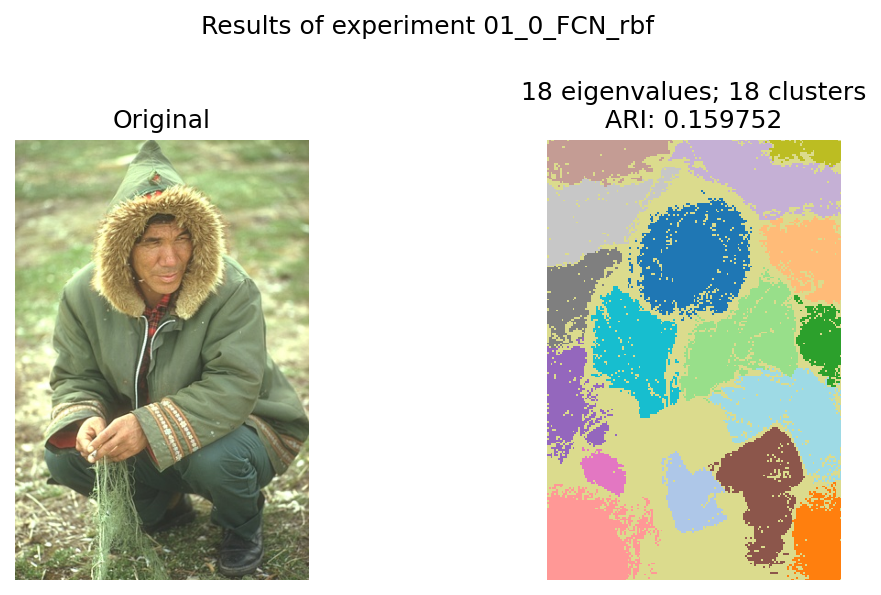 Results of experiment 01_0_FCN_rbf
Original
18 eigenvalues; 18 clusters
ARI: 0.159752